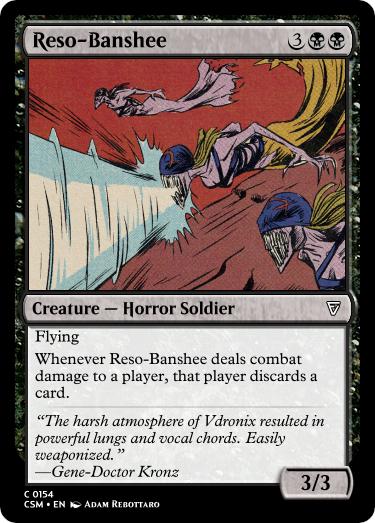 Reso-Banshee 3
Creature — Horror Soldier
Flying
Whenever Reso-Banshee deals combat
damage to a player, that player discards a
card.
“The harsh atmosphere of Vdronix resulted in
powerful lungs and vocal chords. Easily
weaponized.”
—Gene-Doctor Kronz
3/3
C 0154
CSM • EN Adam Rebottaro